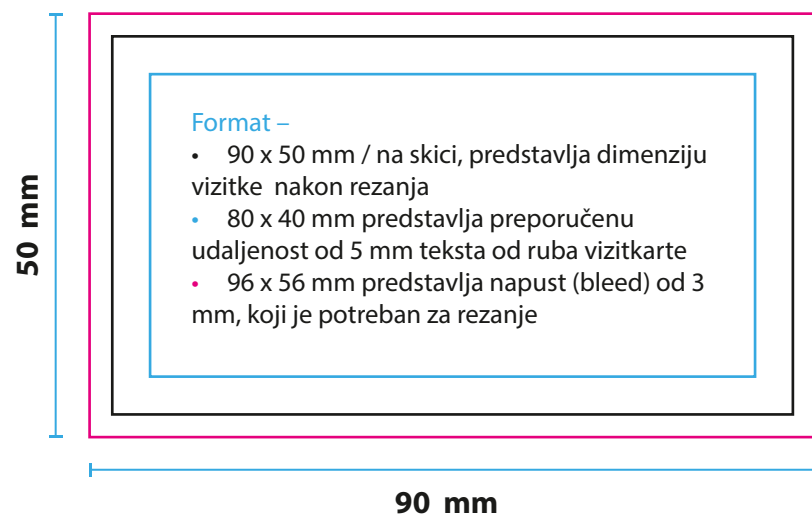 50 mm
Format –
• 90 x 50 mm / na skici, predstavlja dimenziju
vizitke nakon rezanja
• 80 x 40 mm predstavlja preporučenu
udaljenost od 5 mm teksta od ruba vizitkarte
• 96 x 56 mm predstavlja napust (bleed) od 3
mm, koji je potreban za rezanje
90 mm